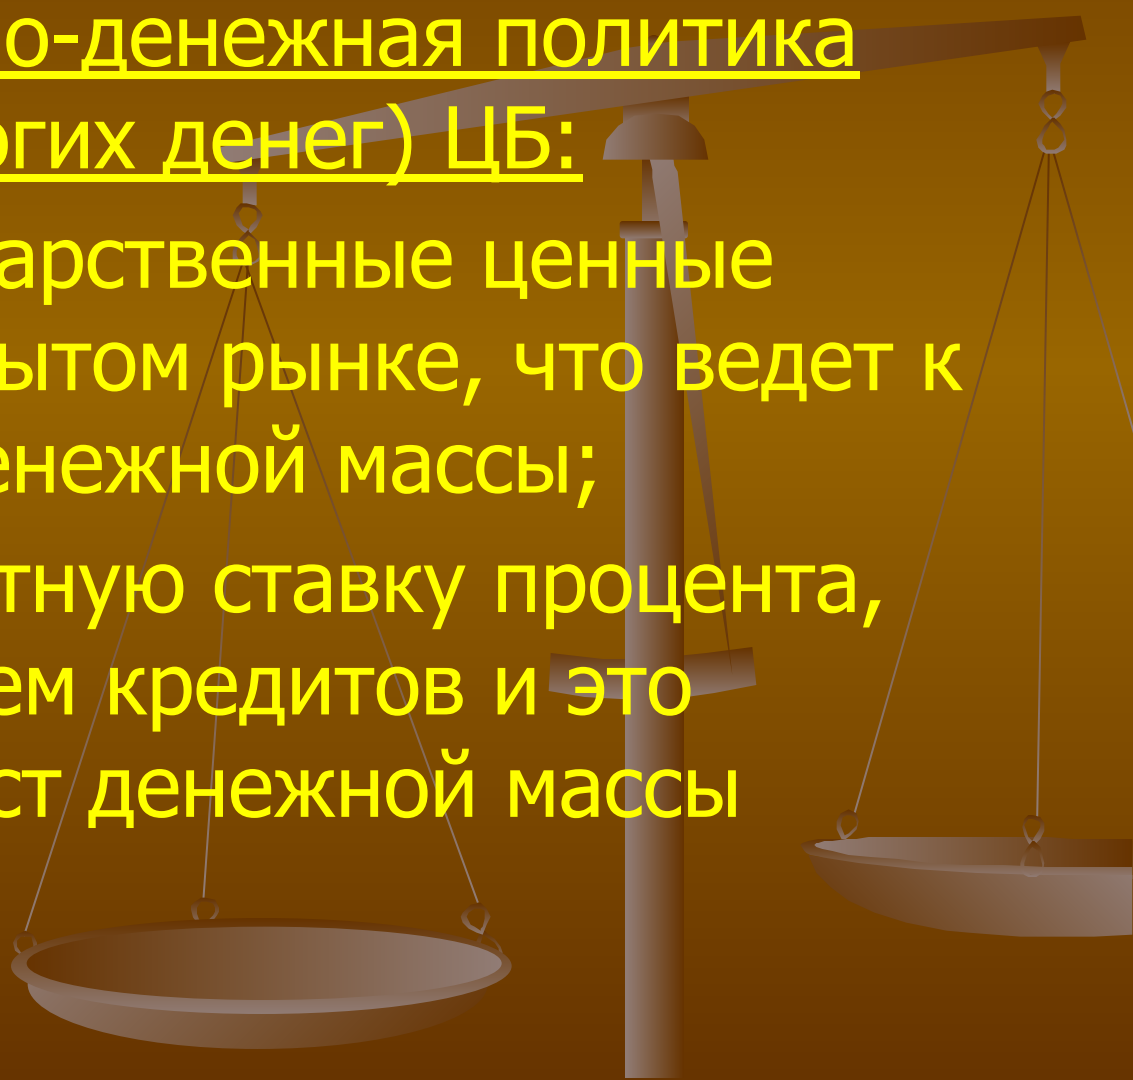 о-денежная политика
огих денег) ЦБ:
арственные ценные
ытом рынке, что ведет к
енежной массы;
тную ставку процента,
ем кредитов и это
ст денежной массы